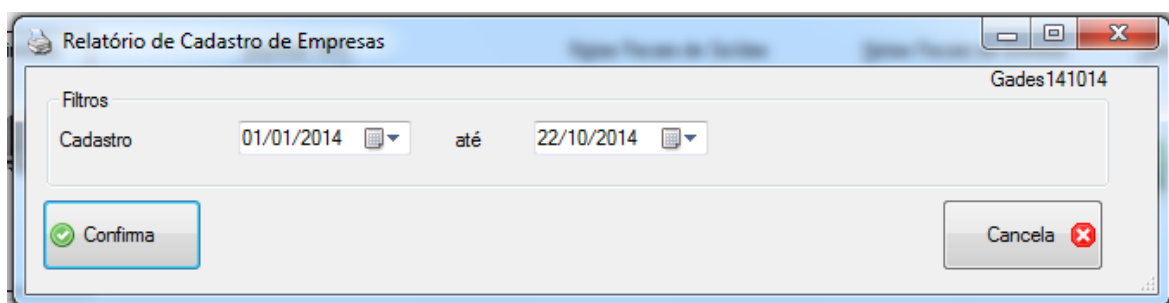 Relatório de Cadastro de Empresas
Gades141014
Filtros
Cadastro 01/01/2014 até 22/10/2014
Confirma Cancela